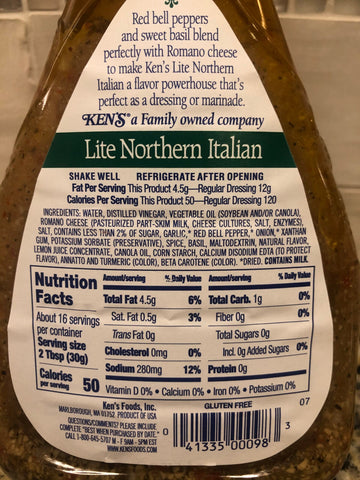 Red bell peppers
and sweet basil blend
perfectly with Romano cheese
to make Ken's Lite Northern
Italian a flavor powerhouse that's
perfect as a dressing or marinade.
KEN'S® a Family owned company
Lite Northern Italian
SHAKE WELL REFRIGERATE AFTER OPENING
Fat Per Serving This Product 4.5g—Regular Dressing 12g
Calories Per Serving This Product 50—Regular Dressing 120
INGREDIENTS: WATER, DISTILLED VINEGAR, VEGETABLE OIL (SOYBEAN AND/OR CANOLA),
ROMANO CHEESE (PASTEURIZED PART-SKIM MILK, CHEESE CULTURES, SALT, ENZYMES),
SALT, CONTAINS LESS THAN 2% OF SUGAR, GARLIC,* RED BELL PEPPER,* ONION,* XANTHAN
GUM, POTASSIUM SORBATE (PRESERVATIVE), SPICE, BASIL, MALTODEXTRIN, NATURAL FLAVOR,
LEMON JUICE CONCENTRATE, CANOLA OIL, CORN STARCH, CALCIUM DISODIUM EDTA (TO PROTECT
FLAVOR), ANNATTO AND TURMERIC (COLOR), BETA CAROTENE (COLOR). *DRIED. CONTAINS MILK.
Nutrition Facts
About 16 servings
per container
Serving size
2 Tbsp (30g)
Calories per serving 50
Amount/serving % Daily Value
Total Fat 4.5g 6%
Sat. Fat 0.5g 3%
Trans Fat 0g
Cholesterol 0mg 0%
Sodium 280mg 12%
Amount/serving % Daily Value
Total Carb. 1g 0%
Fiber 0g 0%
Total Sugars 0g
Incl. 0g Added Sugars 0%
Protein 0g
Vitamin D 0% • Calcium 0% • Iron 0% • Potassium 0%
Ken's Foods, Inc.
MARLBOROUGH, MA 01752 PRODUCT OF USA
QUESTIONS/COMMENTS? PLEASE INCLUDE
COMPLETE "BEST WHEN PURCHASED BY DATE."
CALL 1-800-645-5707 M - F 9AM - 5PM EST
WWW.KENSFOODS.COM
GLUTEN FREE
07
0 41335 00098 3